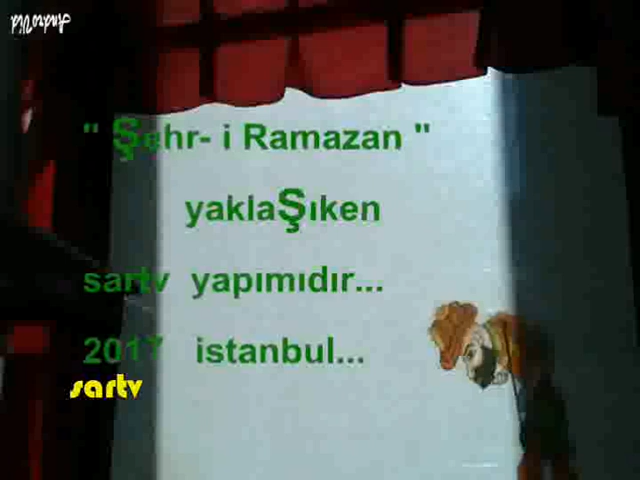 " Şehr- i Ramazan "
yaklaŞıken
sartv yapımıdır...
2017 istanbul...
sartv